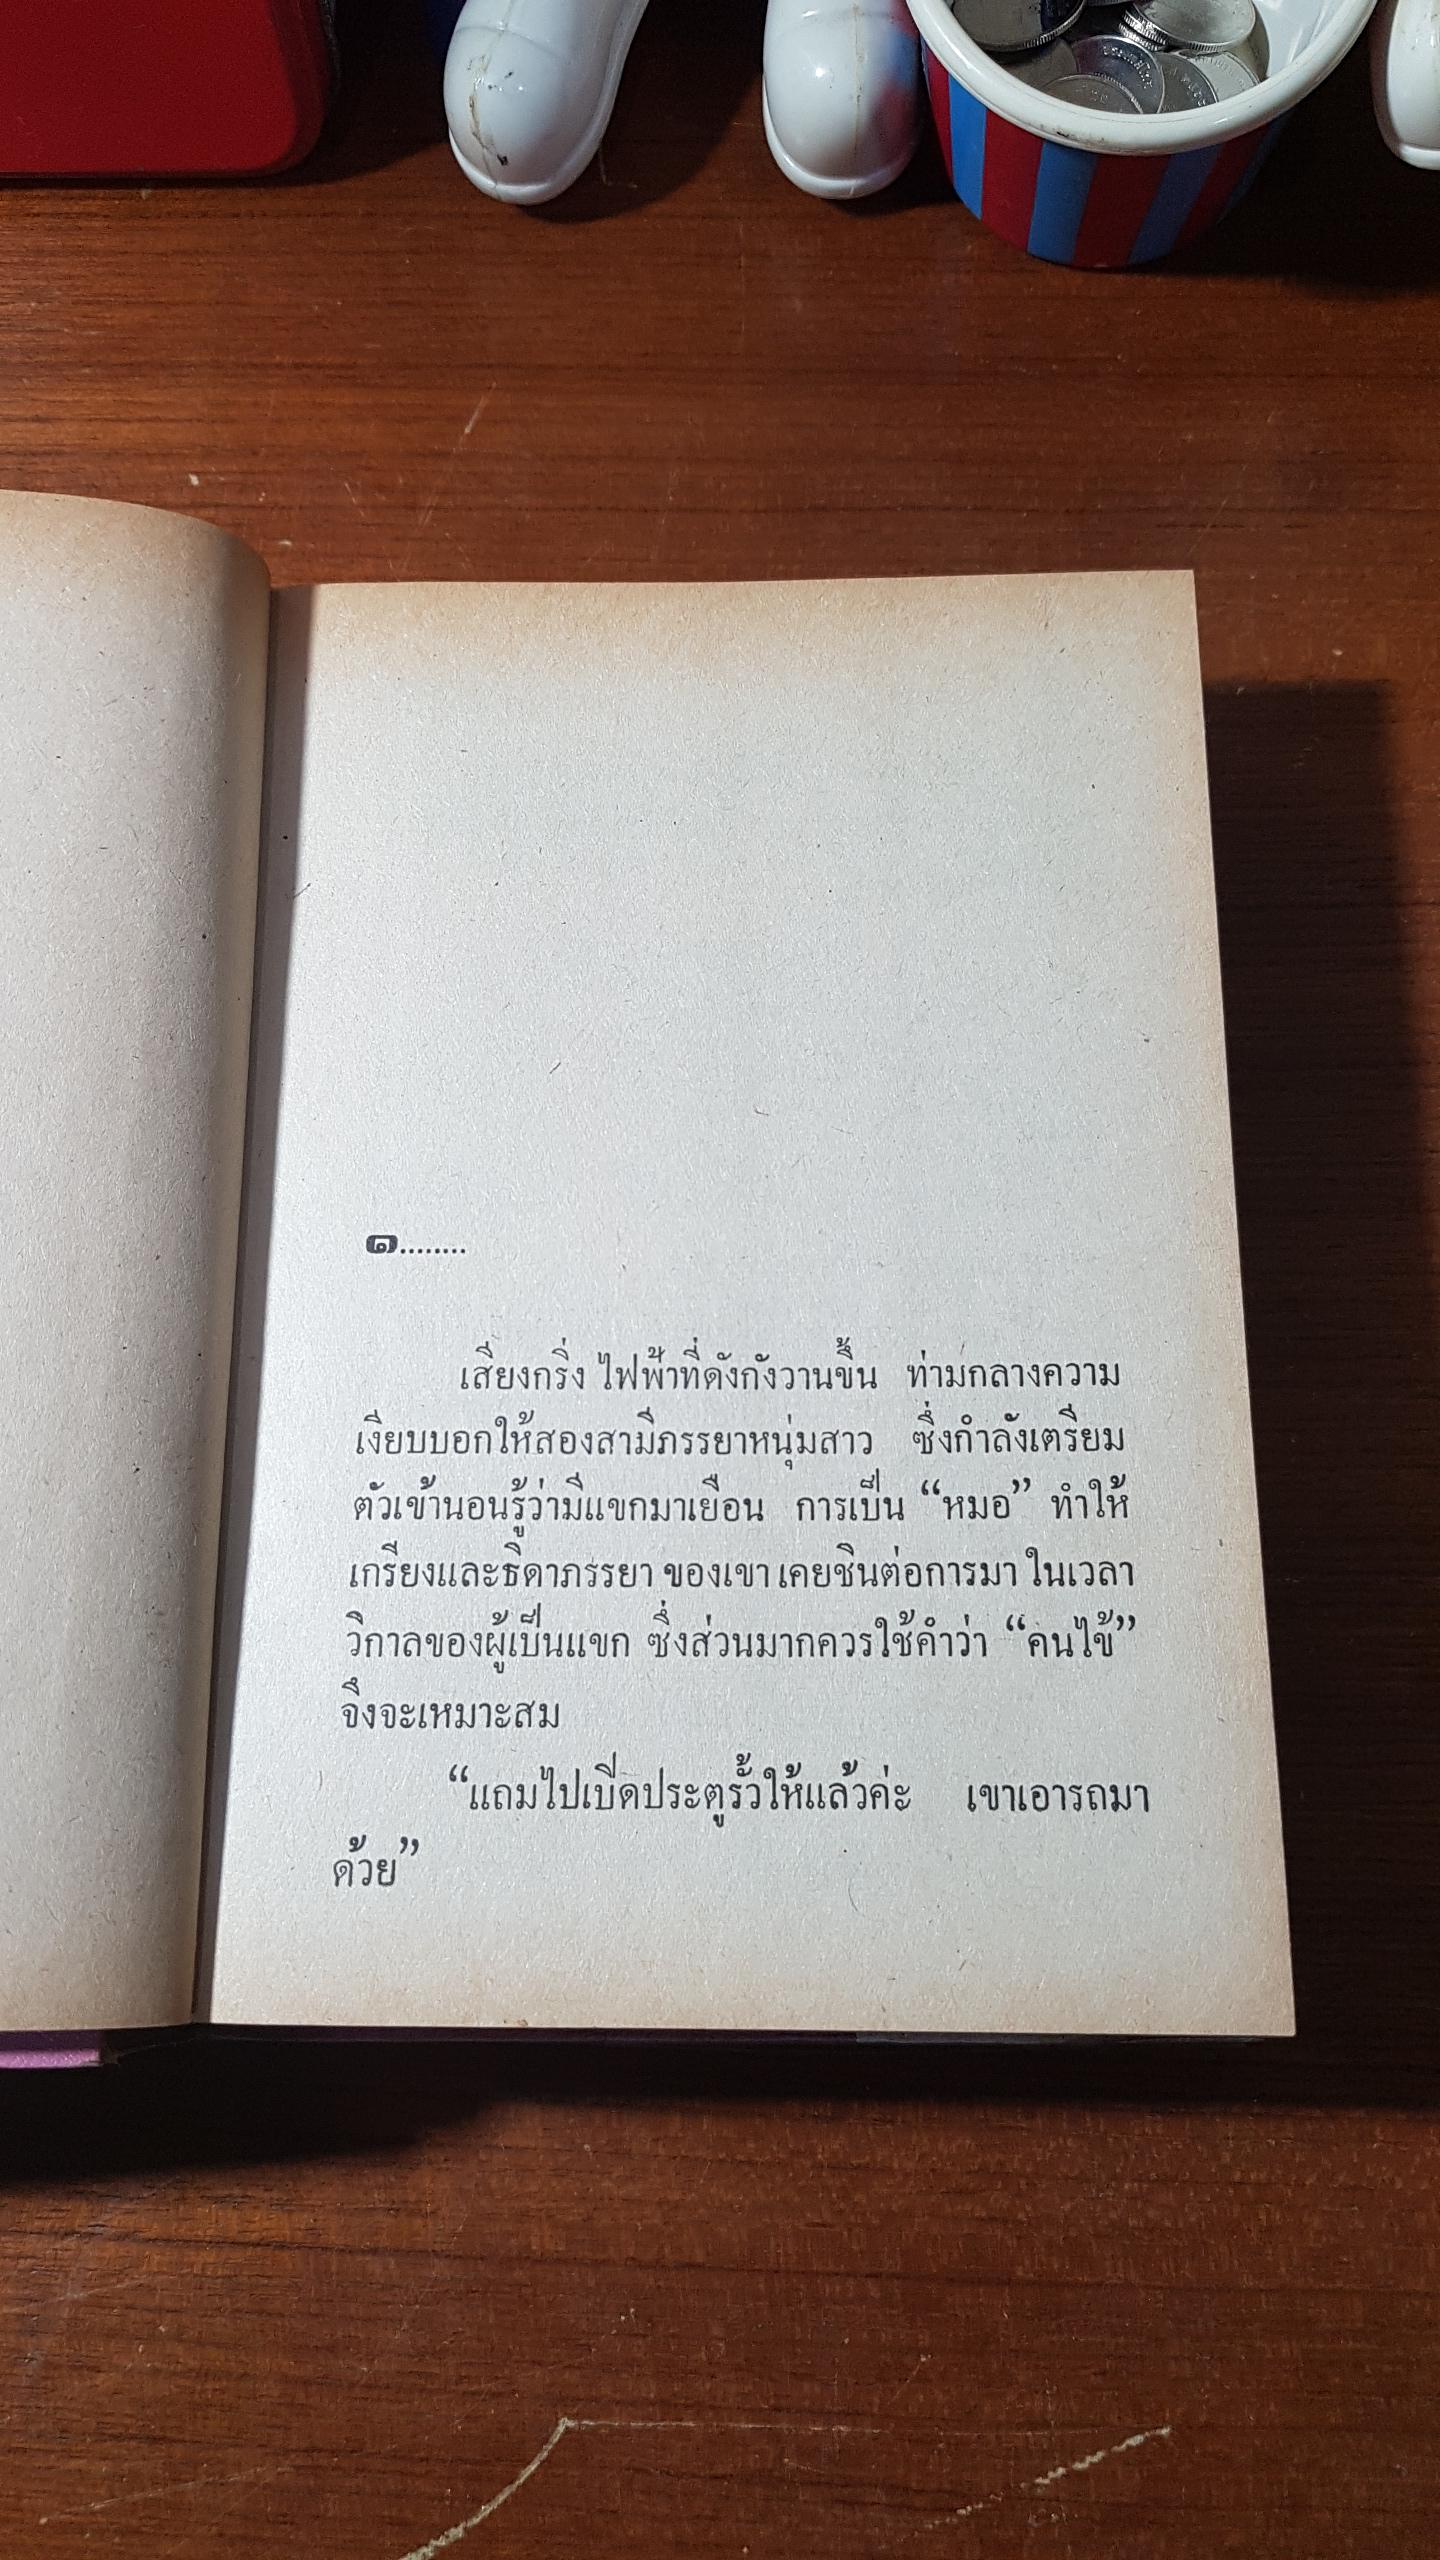 ๑........
เสียงกริ่ง ไฟฟ้าที่ดังกังวานขึ้น ท่ามกลางความ
เงียบบอกให้สองสามีภรรยาหนุ่มสาว ซึ่งกำลังเตรียม
ตัวเข้านอนรู้ว่ามีแขกมาเยือน การเป็น “หมอ” ทำให้
เกรียงและธิดาภรรยา ของเขา เคยชินต่อการมา ในเวลา
วิกาลของผู้เป็นแขก ซึ่งส่วนมากควรใช้คำว่า “คนไข้”
จึงจะเหมาะสม
“แถมไปเปิดประตูรั้วให้แล้วค่ะ เขาเอารถมา
ด้วย”